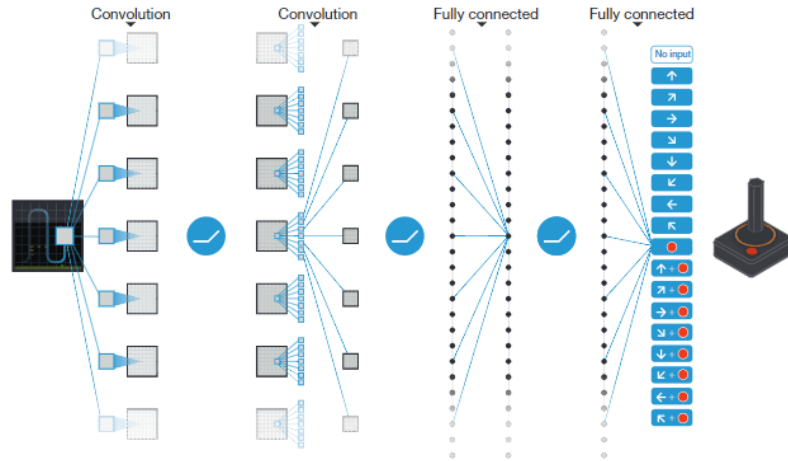 Convolution
Convolution
Fully connected
Fully connected
No input
+
+
+
+
+
+
+
+